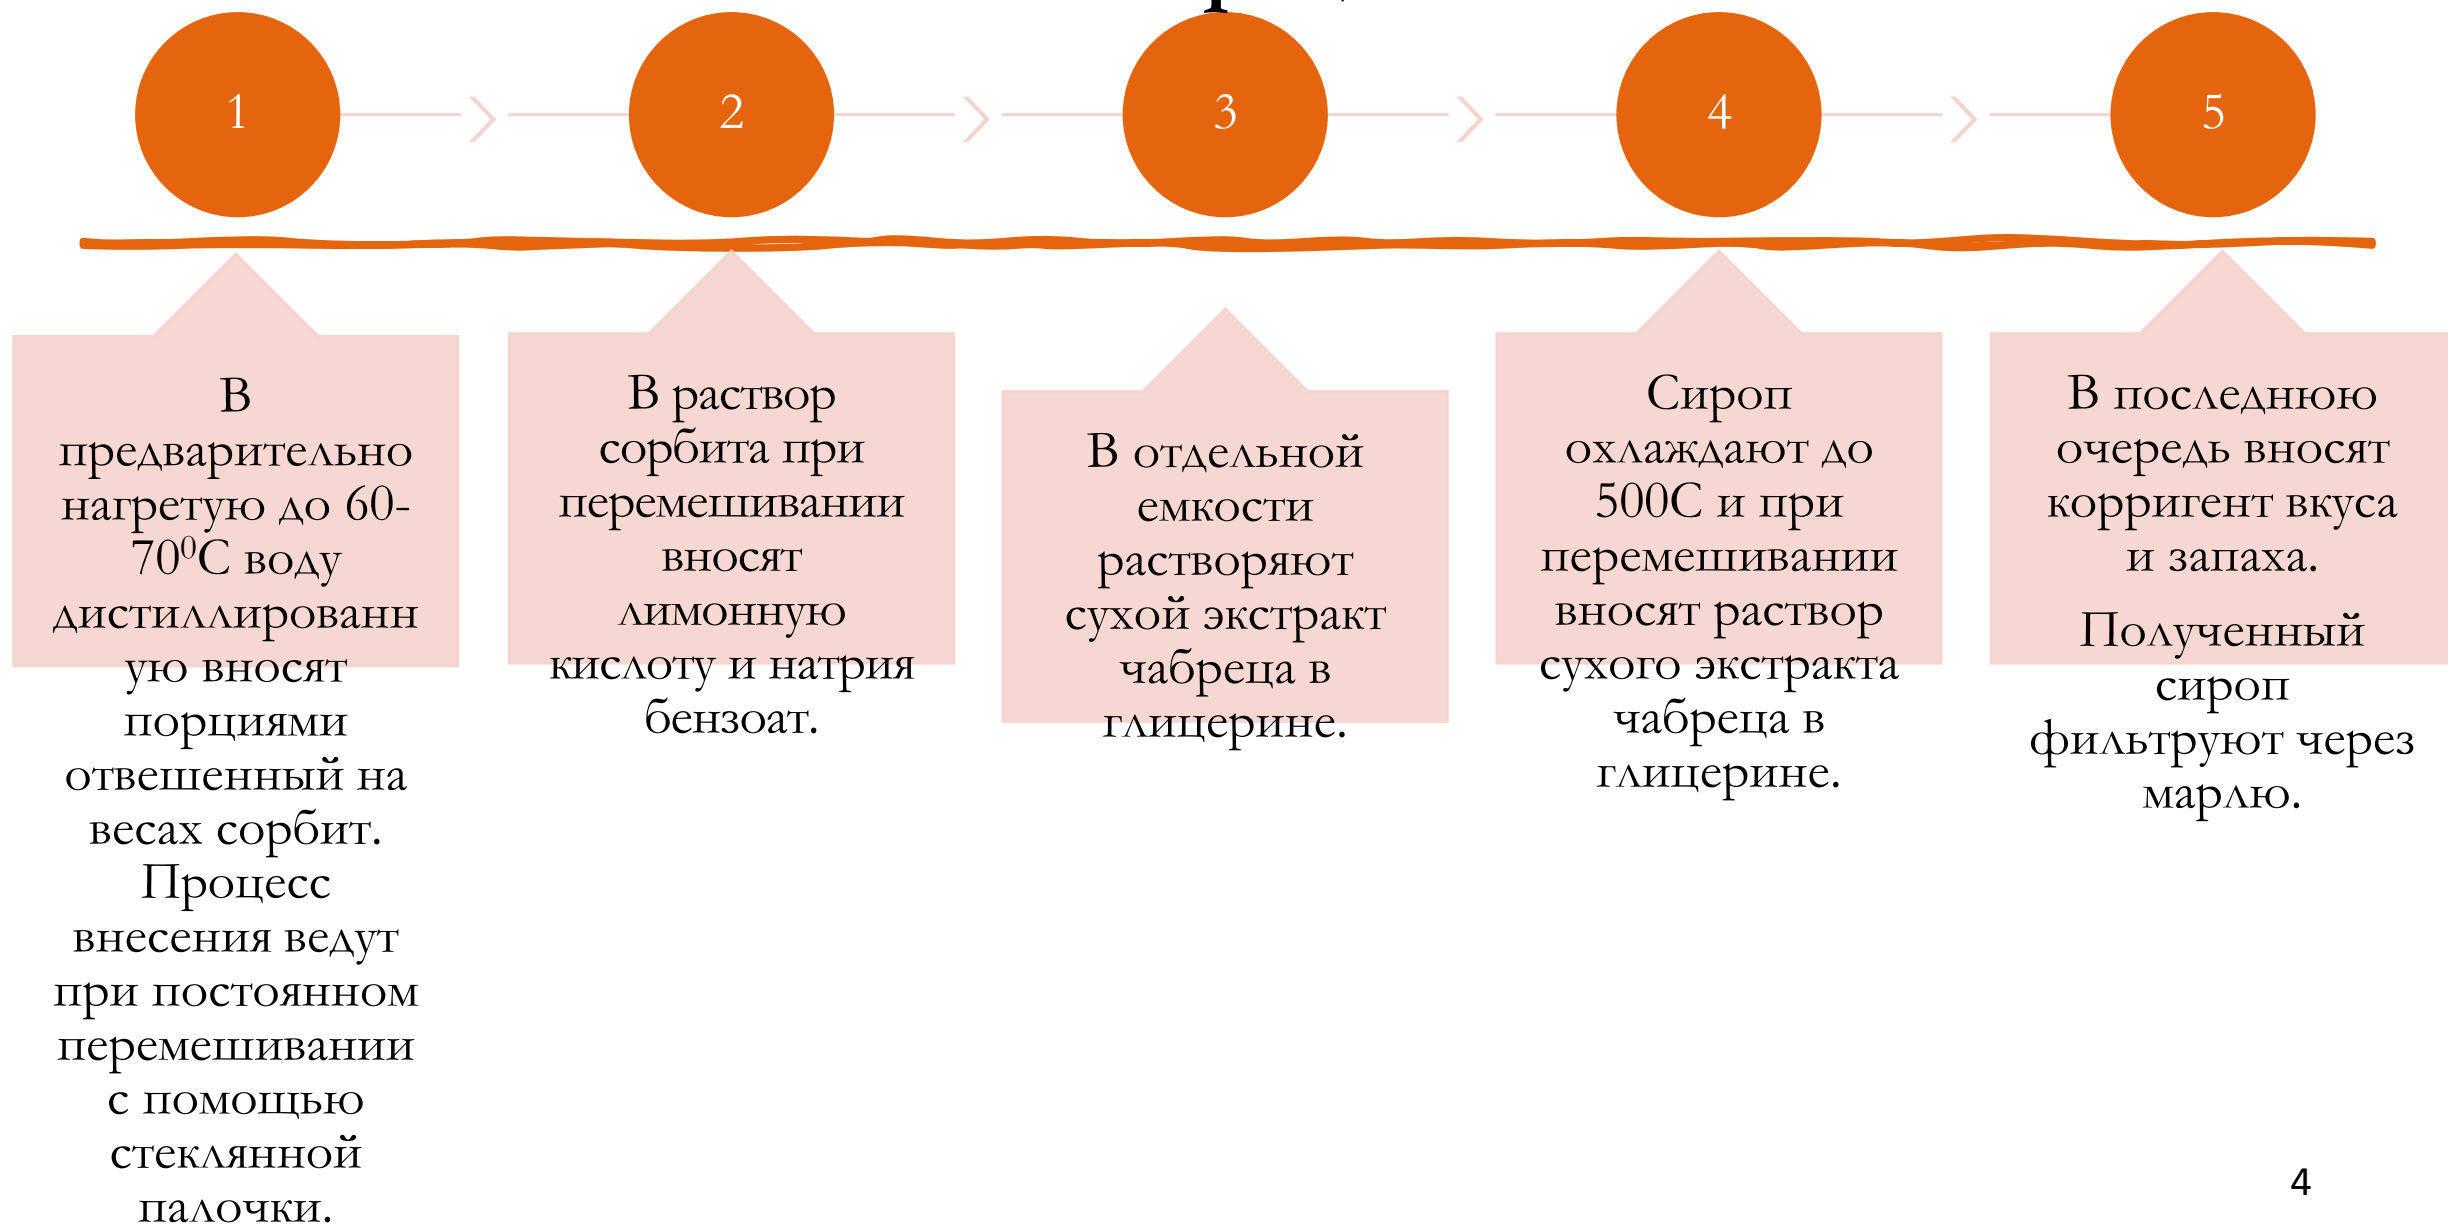 1
2
3
4
5
В
предварительно
нагретую до 60-
70⁰С воду
дистиллированн
ую вносят
порциями
отвешенный на
весах сорбит.
Процесс
внесения ведут
при постоянном
перемешивании
с помощью
стеклянной
палочки.
В раствор
сорбита при
перемешивании
вносят
лимонную
кислоту и натрия
бензоат.
В отдельной
емкости
растворяют
сухой экстракт
чабреца в
глицерине.
Сироп
охлаждают до
500С и при
перемешивании
вносят раствор
сухого экстракта
чабреца в
глицерине.
В последнюю
очередь вносят
корригент вкуса
и запаха.
Полученный
сироп
фильтруют через
марлю.
4